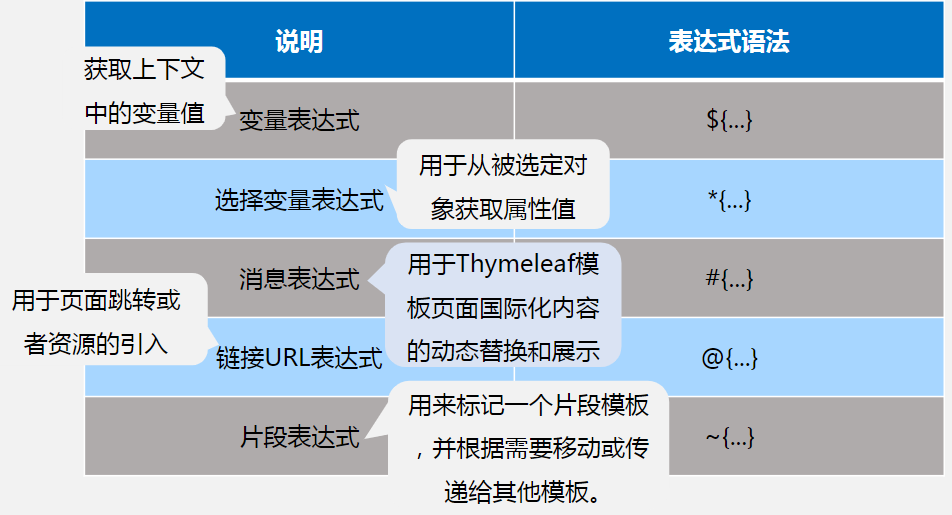 说明
表达式语法
获取上下文
中的变量值
变量表达式
${...}
用于从被选定对
象获取属性值
选择变量表达式
*{...}
用于Thymeleaf模
板页面国际化内容
的动态替换和展示
消息表达式
#{...}
用于页面跳转或
者资源的引入
链接URL表达式
@{...}
用来标记一个片段模板
，并根据需要移动或传
递给其他模板。
片段表达式
~{...}